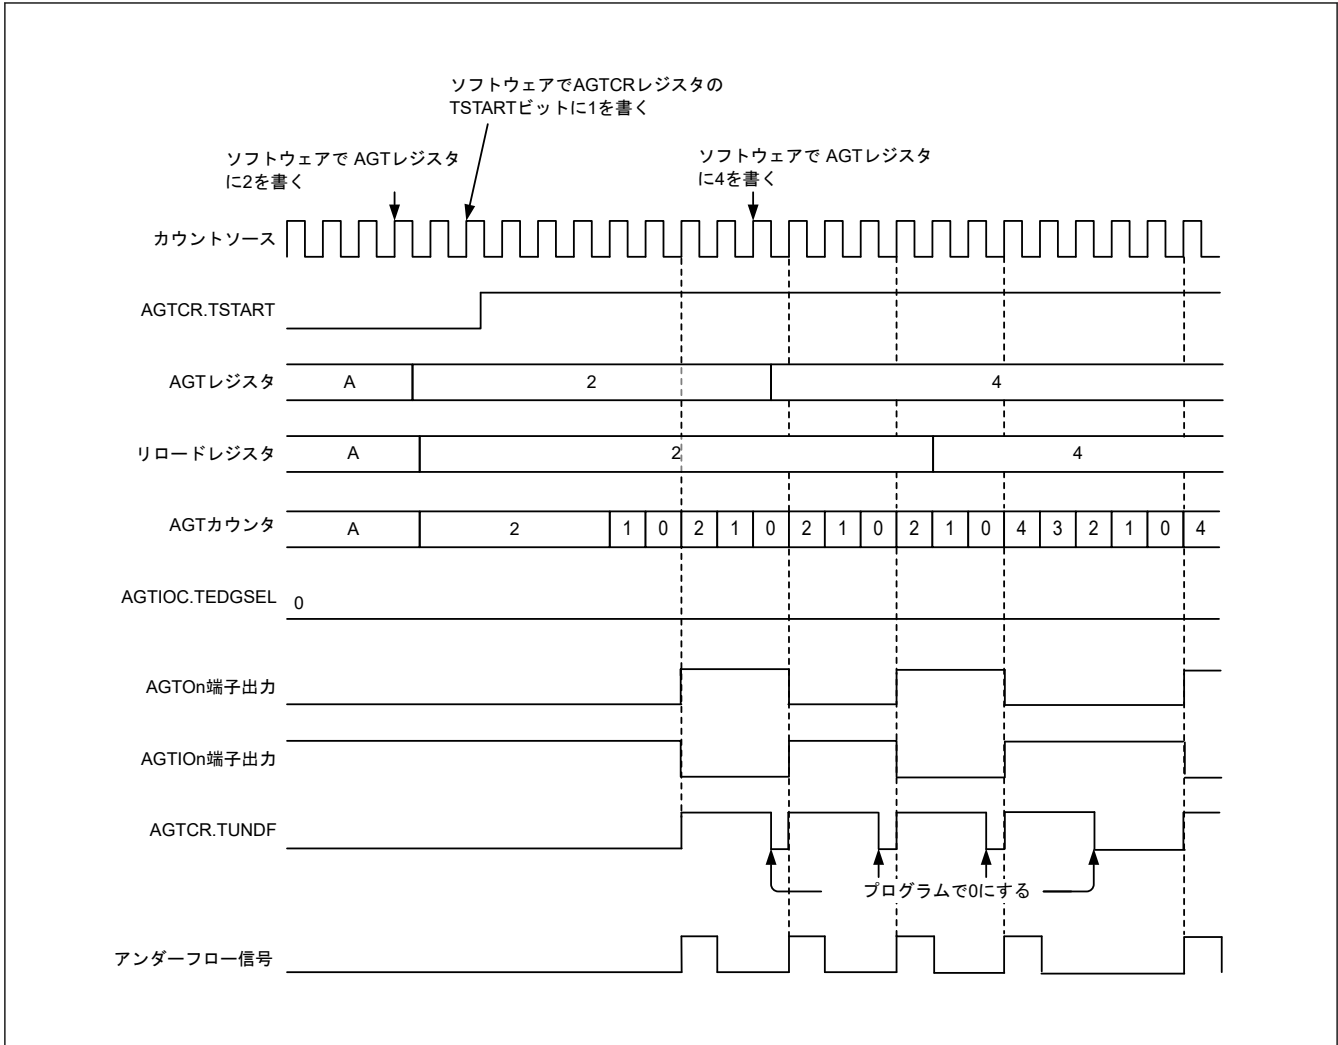 ソフトウェアでAGTCRレジスタの
TSTARTビットに1を書く
ソフトウェアで AGTレジスタ
に2を書く
ソフトウェアで AGTレジスタ
に4を書く
カウントソース
AGTCR.TSTART
AGTレジスタ A 2 4
リロードレジスタ A 2 4
AGTカウンタ A 2 1 0 2 1 0 2 1 0 2 1 0 4 3 2 1 0 4
AGTIOC.TEDGSEL 0
AGTOn端子出力
AGTIOn端子出力
AGTCR.TUNDF
プログラムで0にする
アンダーフロー信号